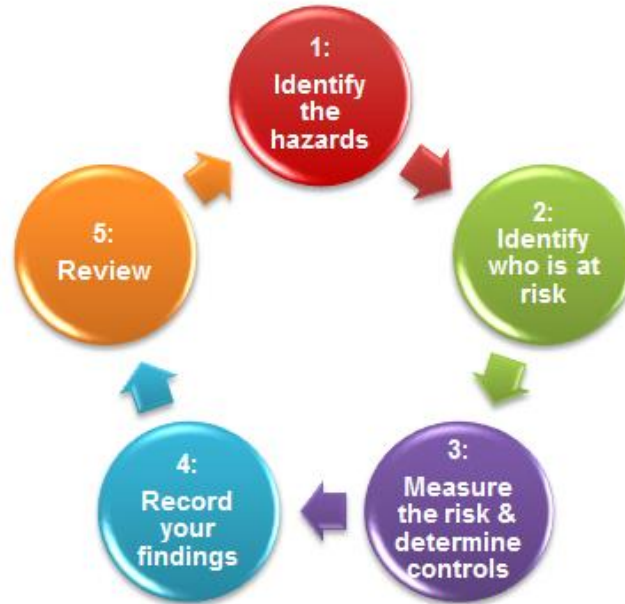 1:
Identify
the
hazards
2:
Identify
who is at
risk
3:
Measure
the risk &
determine
controls
4:
Record
your
findings
5:
Review